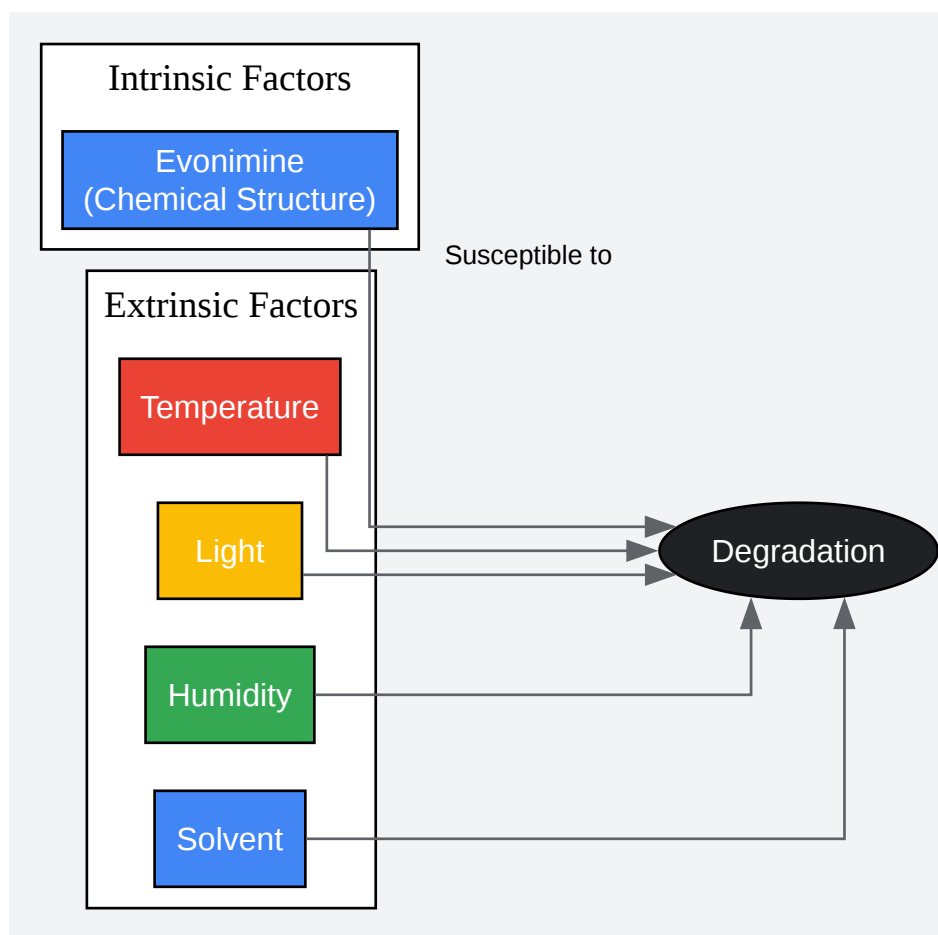 Intrinsic Factors
Evonimine
(Chemical Structure)
Susceptible to
Extrinsic Factors
Temperature
Light
Degradation
Humidity
Solvent